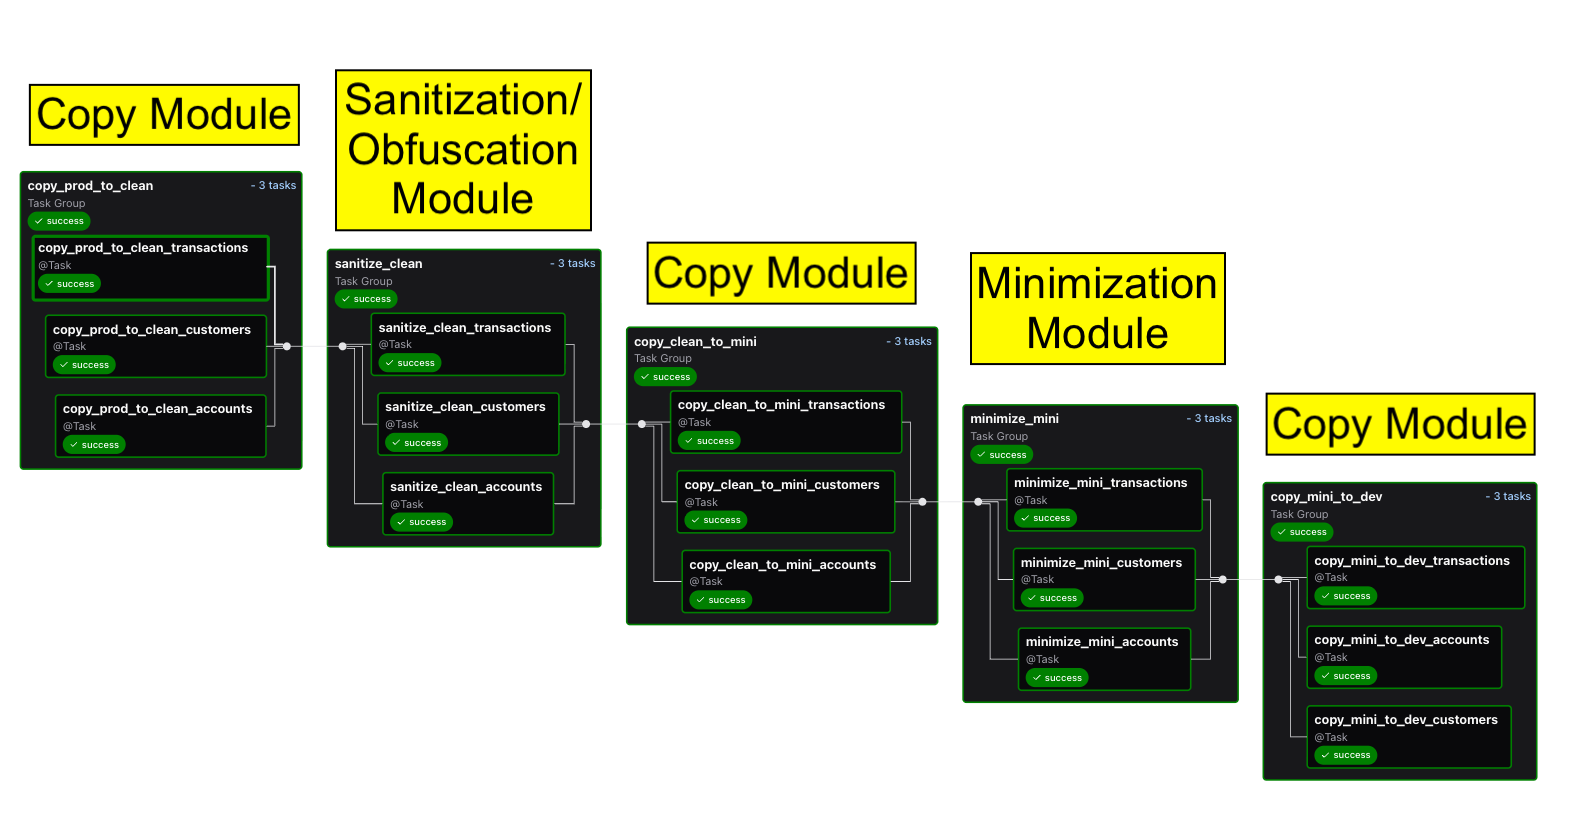 Copy Module
copy_prod_to_clean - 3 tasks
Task Group
success
copy_prod_to_clean_transactions
@Task
success
copy_prod_to_clean_customers
@Task
success
copy_prod_to_clean_accounts
@Task
success
Sanitization/
Obfuscation
Module
sanitize_clean - 3 tasks
Task Group
success
sanitize_clean_transactions
@Task
success
sanitize_clean_customers
@Task
success
sanitize_clean_accounts
@Task
success
Copy Module
copy_clean_to_mini - 3 tasks
Task Group
success
copy_clean_to_mini_transactions
@Task
success
copy_clean_to_mini_customers
@Task
success
copy_clean_to_mini_accounts
@Task
success
Minimization
Module
minimize_mini - 3 tasks
Task Group
success
minimize_mini_transactions
@Task
success
minimize_mini_customers
@Task
success
minimize_mini_accounts
@Task
success
Copy Module
copy_mini_to_dev - 3 tasks
Task Group
success
copy_mini_to_dev_transactions
@Task
success
copy_mini_to_dev_accounts
@Task
success
copy_mini_to_dev_customers
@Task
success